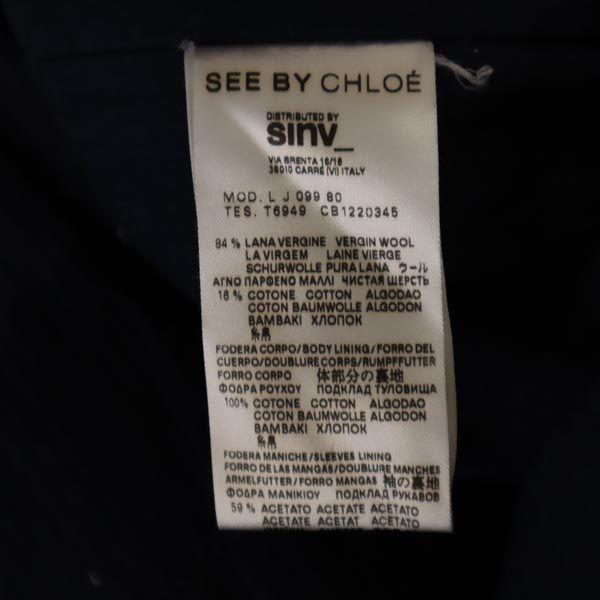 SEE BY CHLOÉ
DISTRIBUTED BY
sinv_
VIA BRENTA 16/18
36010 CARRÉ (VI) ITALY
MOD. L J 099 80
TES. T6949 CB1220345
84 % LANA VERGINE VERGIN WOOL
LA VIRGEM LAINE VIERGE
SCHURWOLLE PURA LANA ウール
ΑΓΝΟ ΠΑΡΘΕΝΟ ΜΑΛΛΙ ЧИСТАЯ ШЕРСТЬ
16 % COTONE COTTON ALGODAO
COTON BAUMWOLLE ALGODON
BAMBAKI ХЛОПОК
綿
FODERA CORPO/BODY LINING/FORRO DEL
CUERPO/DOUBLURE CORPS/RUMPFFUTTER
FORRO CORPO 体部分の裏地
ΦΟΔΡΑ ΡΟΥΧΟΥ ПОДКЛАД ТУЛОВИЩА
100% COTONE COTTON ALGODAO
COTON BAUMWOLLE ALGODON
BAMBAKI ХЛОПОК
綿
FODERA MANICHE/SLEEVES LINING
FORRO DE LAS MANGAS/DOUBLURE MANCHES
ARMELFUTTER/FORRO MANGAS 袖の裏地
ΦΟΔΡΑ ΜΑΝΙΚΙΟΥ ПОДКЛАД РУКАВОВ
59 % ACETATO ACETATE ACETATO
ACETATE ACETAT ACETATO